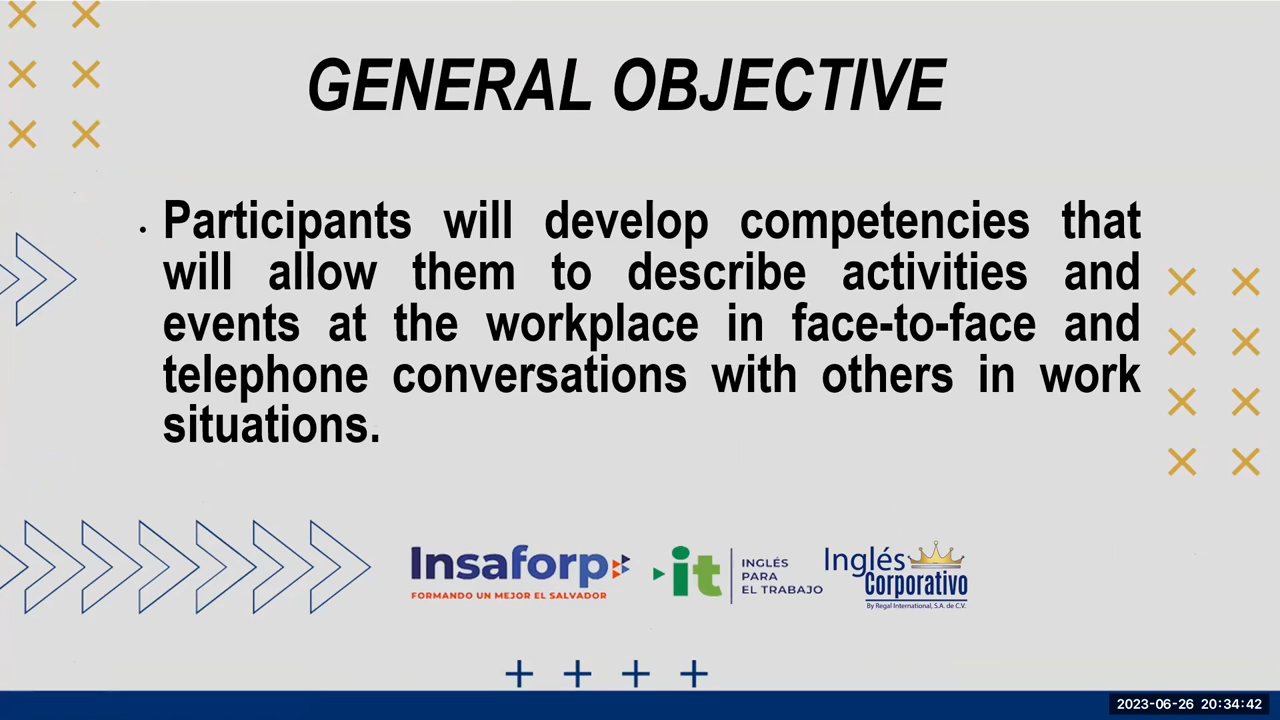 GENERAL OBJECTIVE
• Participants will develop competencies that
will allow them to describe activities and
events at the workplace in face-to-face and
telephone conversations with others in work
situations.
Insaforp
FORMANDO UN MEJOR EL SALVADOR
it
INGLÉS
PARA
EL TRABAJO
Inglés
Corporativo
By Regal International, S.A. de C.V.
2023-06-26 20:34:42